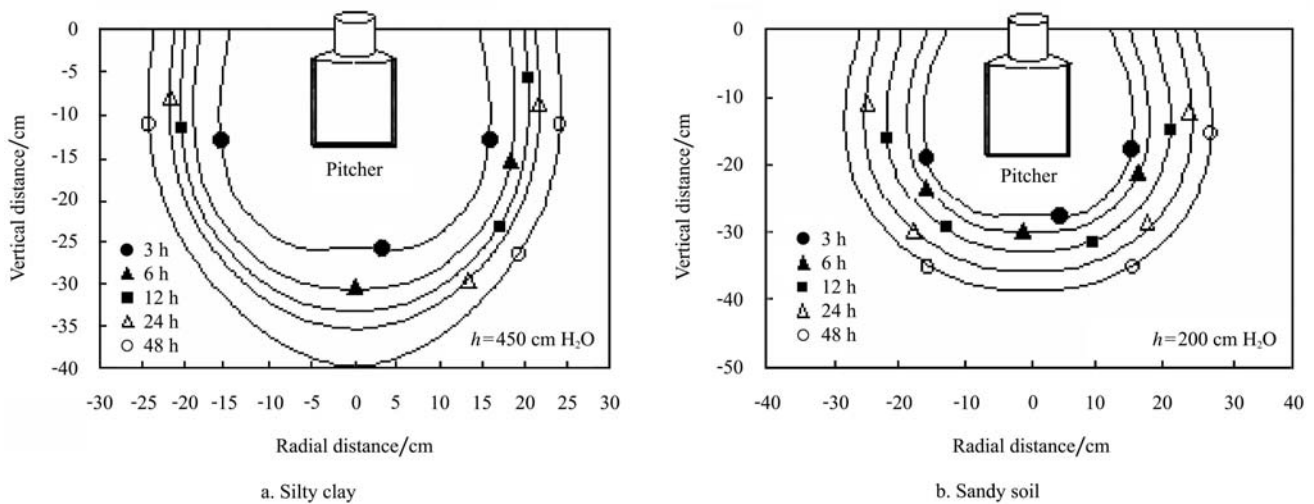 0
-5
-10
-15
-20
-25
-30
-35
-40
Vertical distance/cm
Pitcher
3 h
6 h
12 h
24 h
48 h
h=450 cm H₂O
-30 -25 -20 -15 -10 -5 0 5 10 15 20 25 30
Radial distance/cm
a. Silty clay
0
-10
-20
-30
-40
-50
Vertical distance/cm
Pitcher
3 h
6 h
12 h
24 h
48 h
h=200 cm H₂O
-40 -30 -20 -10 0 10 20 30 40
Radial distance/cm
b. Sandy soil